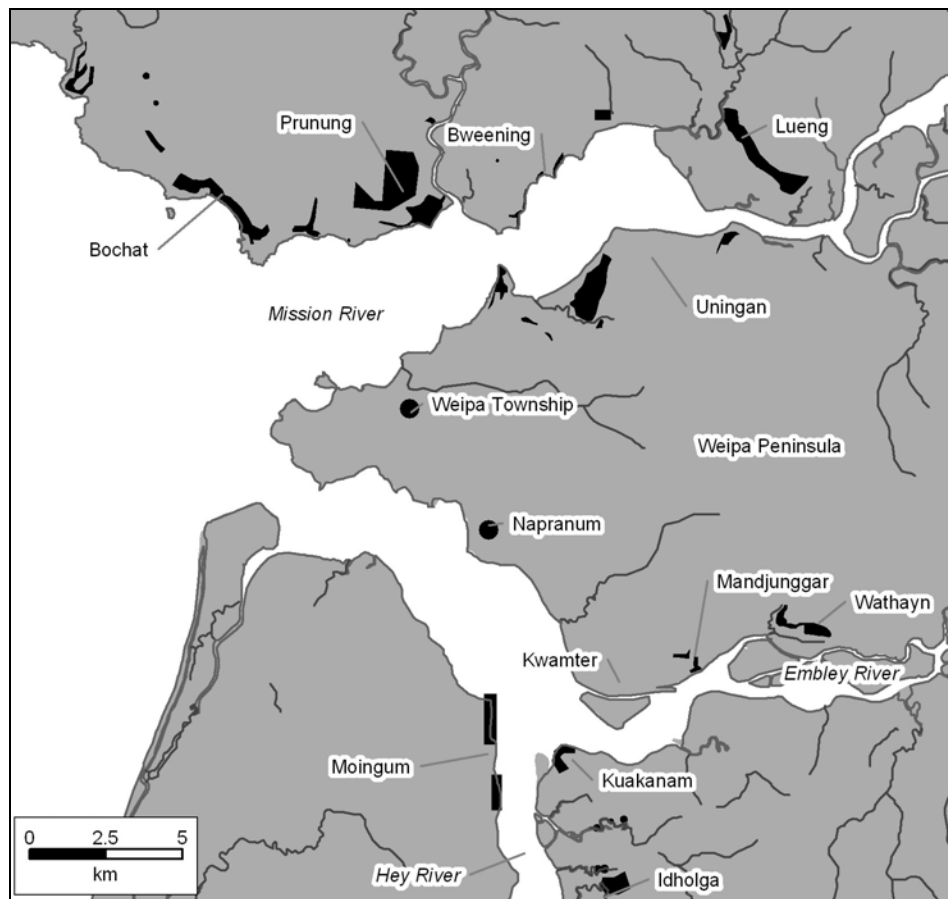 Prunung
Bweening
Lueng
Bochat
Mission River
Uningan
Weipa Township
Weipa Peninsula
Napranum
Mandjunggar
Wathayn
Kwamter
Embley River
Moingum
Kuakanam
0 2.5 5
km
Hey River
Idholga